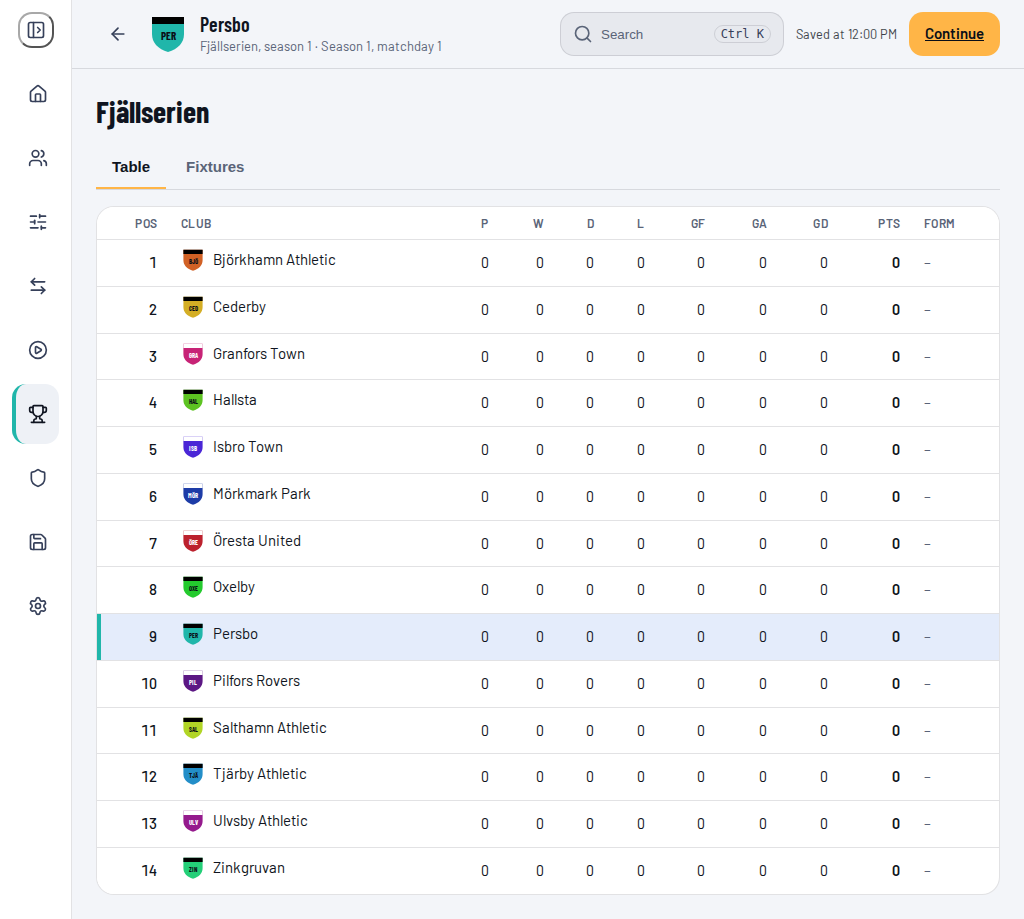 PER
Persbo
Fjällserien, season 1 · Season 1, matchday 1
Search
Ctrl K
Saved at 12:00 PM
Continue
Fjällserien
Table Fixtures
POS CLUB P W D L GF GA GD PTS FORM
1 BJÖ Björkhamn Athletic 0 0 0 0 0 0 0 0 –
2 CED Cederby 0 0 0 0 0 0 0 0 –
3 GRA Granfors Town 0 0 0 0 0 0 0 0 –
4 HAL Hallsta 0 0 0 0 0 0 0 0 –
5 ISB Isbro Town 0 0 0 0 0 0 0 0 –
6 MÖR Mörkmark Park 0 0 0 0 0 0 0 0 –
7 ÖRE Öresta United 0 0 0 0 0 0 0 0 –
8 OXE Oxelby 0 0 0 0 0 0 0 0 –
9 PER Persbo 0 0 0 0 0 0 0 0 –
10 PIL Pilfors Rovers 0 0 0 0 0 0 0 0 –
11 SAL Salthamn Athletic 0 0 0 0 0 0 0 0 –
12 TJÄ Tjärby Athletic 0 0 0 0 0 0 0 0 –
13 ULV Ulvsby Athletic 0 0 0 0 0 0 0 0 –
14 ZIN Zinkgruvan 0 0 0 0 0 0 0 0 –